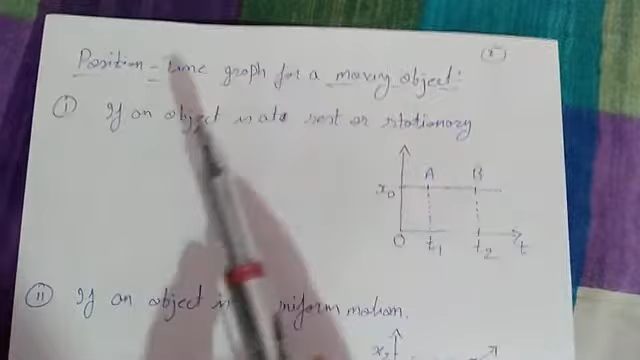 Position - time graph for a moving object:
(i) If an object is at rest or stationary
A B
x₀
O t₁ t₂ t
(ii) If an object in uniform motion.
x₂